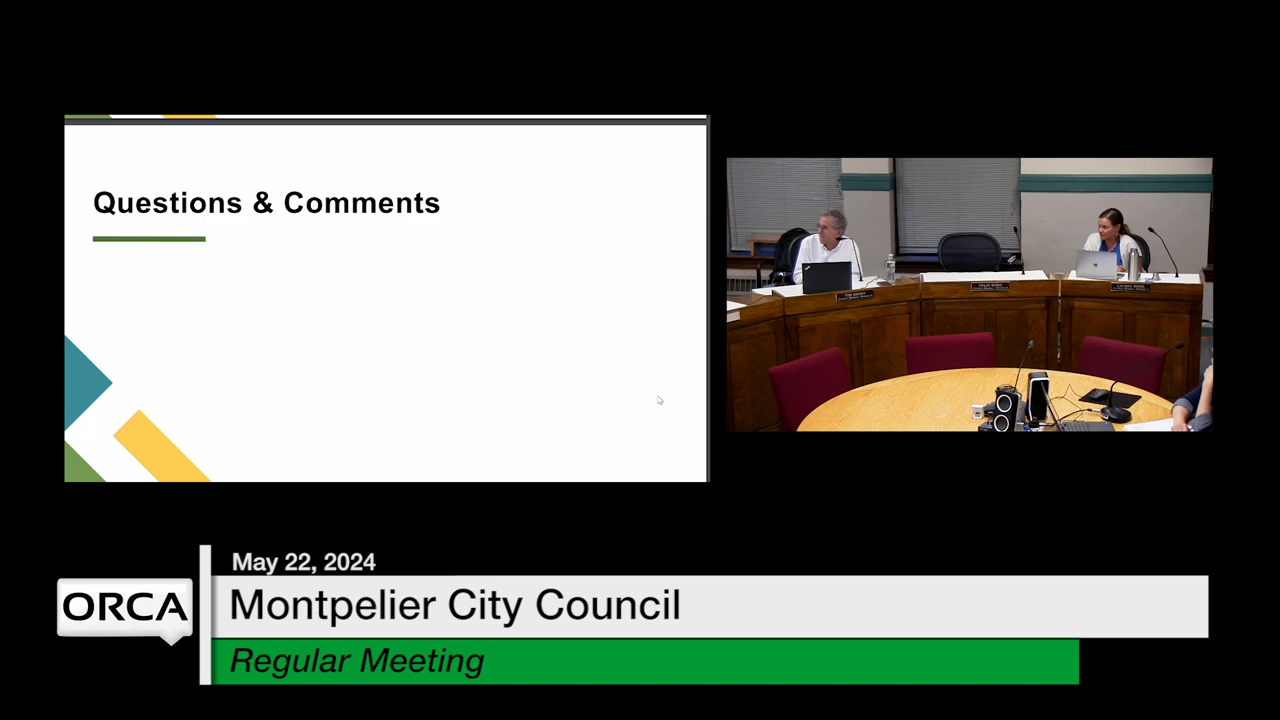 Questions & Comments
May 22, 2024
ORCA
Montpelier City Council
Regular Meeting